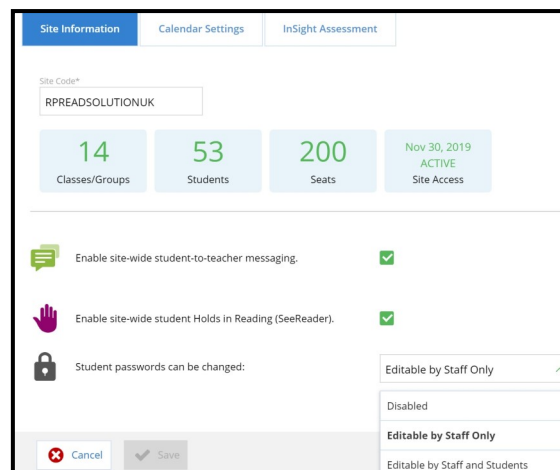 Site Information
Calendar Settings
InSight Assessment
Site Code*
RPREADSOLUTIONUK
14
Classes/Groups
53
Students
200
Seats
Nov 30, 2019
ACTIVE
Site Access
Enable site-wide student-to-teacher messaging.
Enable site-wide student Holds in Reading (SeeReader).
Student passwords can be changed:
Editable by Staff Only
Disabled
Editable by Staff Only
Editable by Staff and Students
Cancel
Save